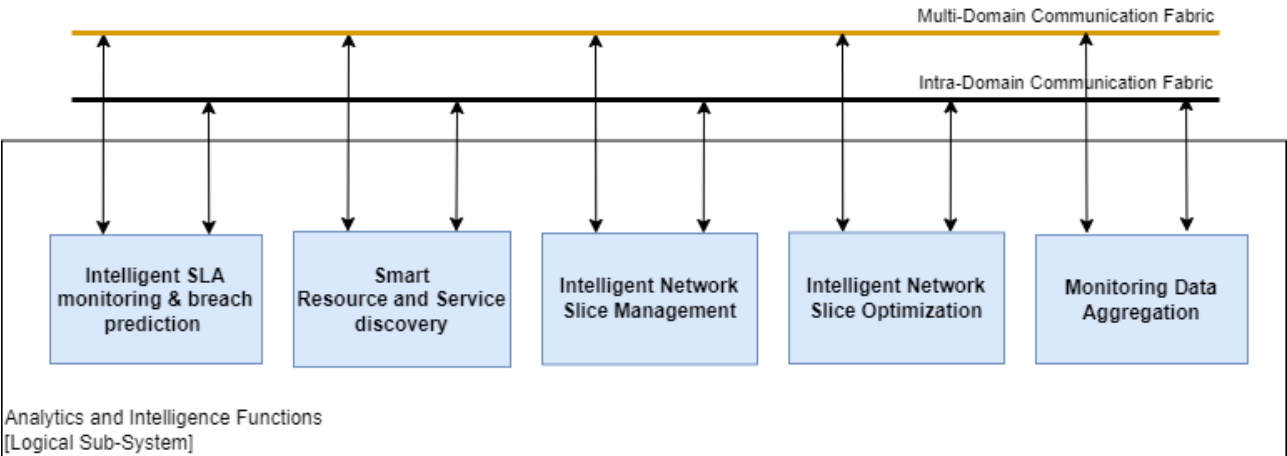 Multi-Domain Communication Fabric
Intra-Domain Communication Fabric
Intelligent SLA
monitoring & breach
prediction
Smart
Resource and Service
discovery
Intelligent Network
Slice Management
Intelligent Network
Slice Optimization
Monitoring Data
Aggregation
Analytics and Intelligence Functions
[Logical Sub-System]